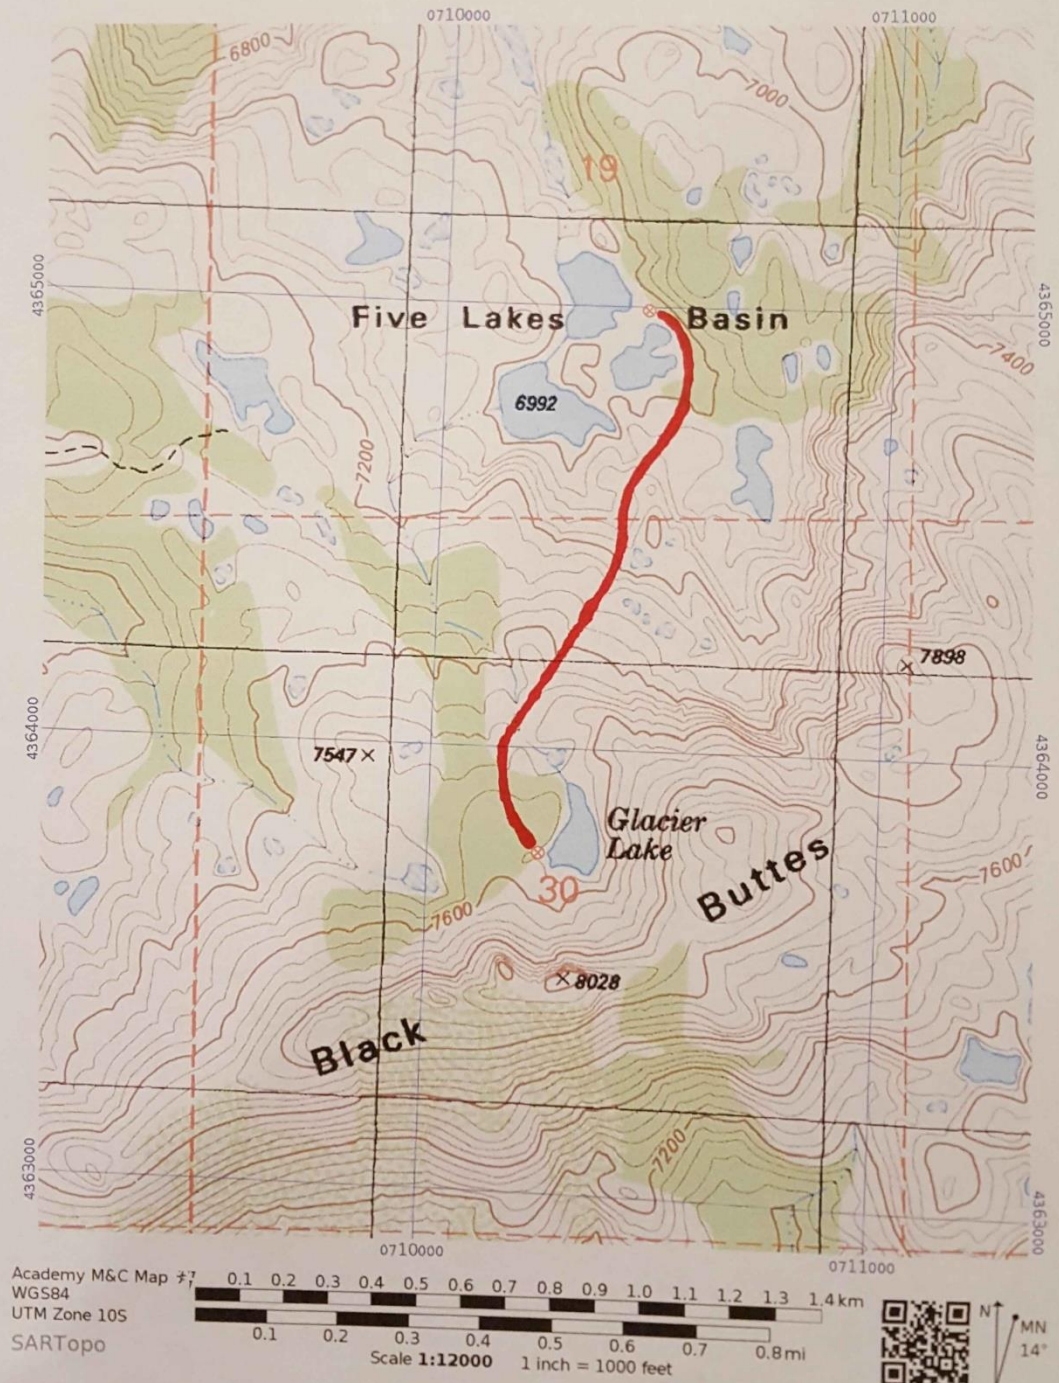 0710000
0711000
6800
7000
19
4365000
4365000
Five Lakes Basin
7400
6992
7200
7898
4364000
4364000
7547
Glacier
Lake
Buttes
7600
30
7600
8028
Black
7200
4363000
4363000
0710000
0711000
Academy M&C Map #7
WGS84
UTM Zone 10S
SARTopo
0.1 0.2 0.3 0.4 0.5 0.6 0.7 0.8 0.9 1.0 1.1 1.2 1.3 1.4 km
0.1 0.2 0.3 0.4 0.5 0.6 0.7 0.8 mi
Scale 1:12000 1 inch = 1000 feet
N
MN
14°